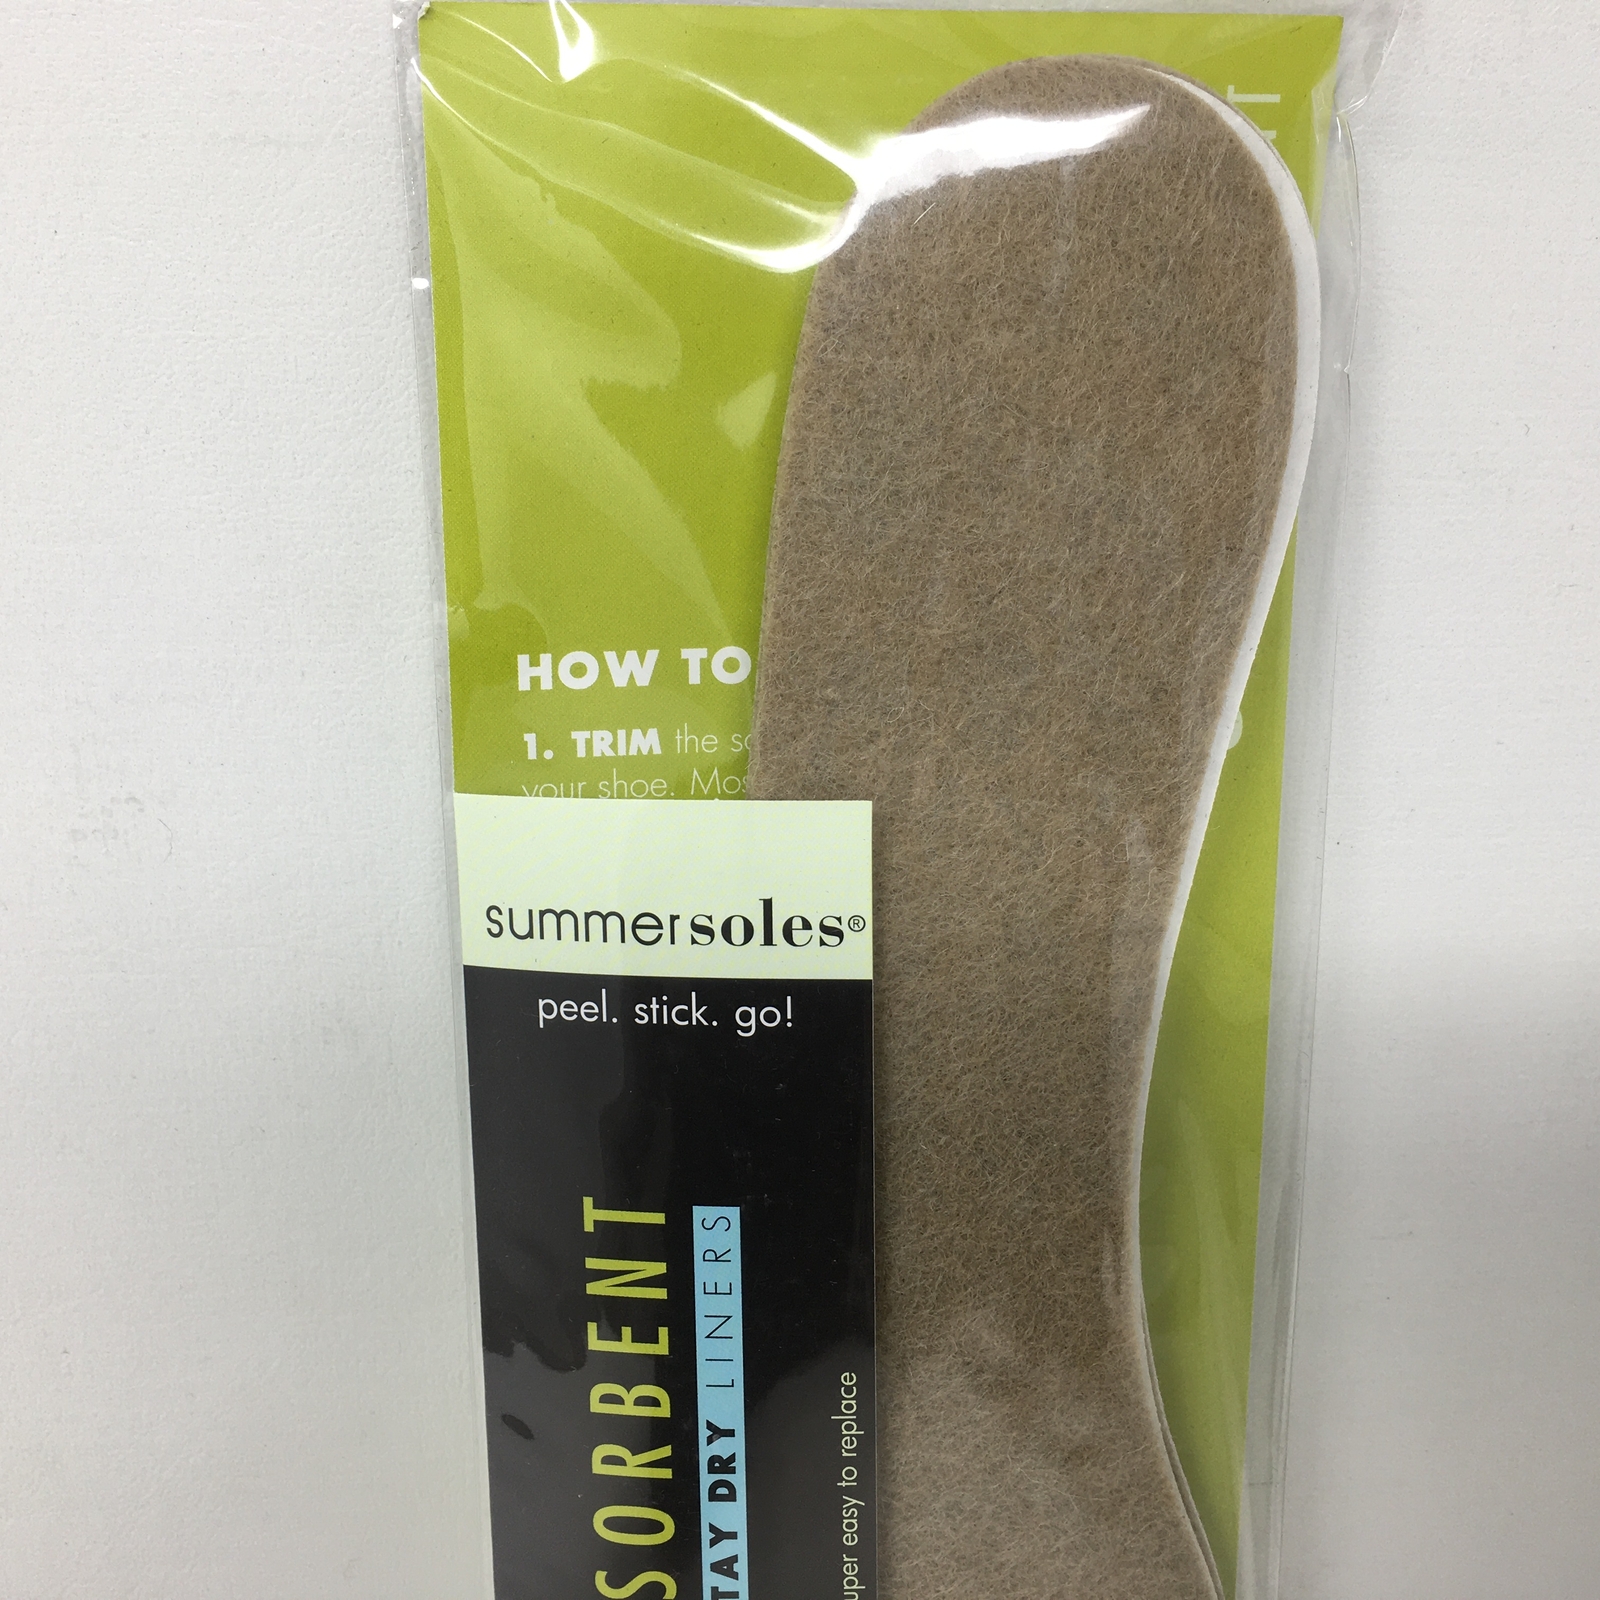 HOW TO
1. TRIM the
your shoe.
summersoles®
peel. stick. go!
SORBENT
TAY DRY LINERS
uper easy to replace